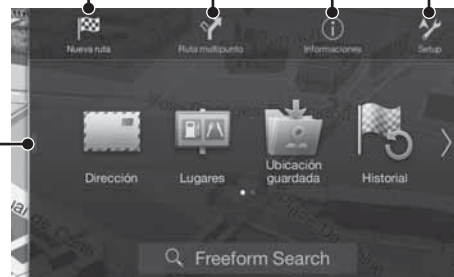 Nueva ruta
Ruta multipunto
Informaciones
Setup
Dirección
Lugares
Ubicación
guardada
Historial
Freeform Search